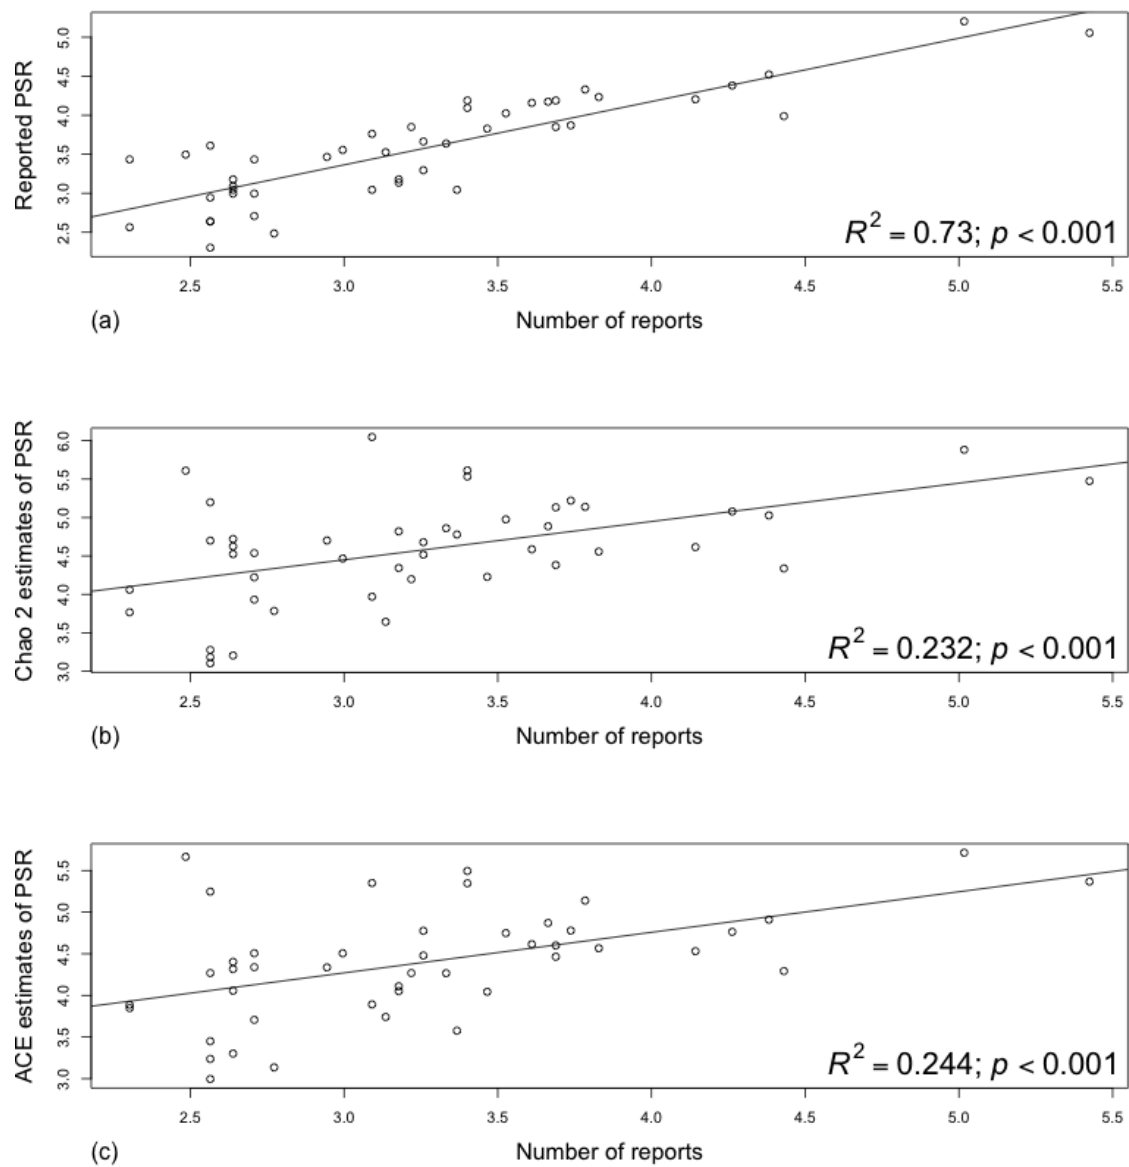 Reported PSR
5.0
4.5
4.0
3.5
3.0
2.5
R² = 0.73; p < 0.001
2.5 3.0 3.5 4.0 4.5 5.0 5.5
(a) Number of reports
Chao 2 estimates of PSR
6.0
5.5
5.0
4.5
4.0
3.5
3.0
R² = 0.232; p < 0.001
2.5 3.0 3.5 4.0 4.5 5.0 5.5
(b) Number of reports
ACE estimates of PSR
5.5
5.0
4.5
4.0
3.5
3.0
R² = 0.244; p < 0.001
2.5 3.0 3.5 4.0 4.5 5.0 5.5
(c) Number of reports